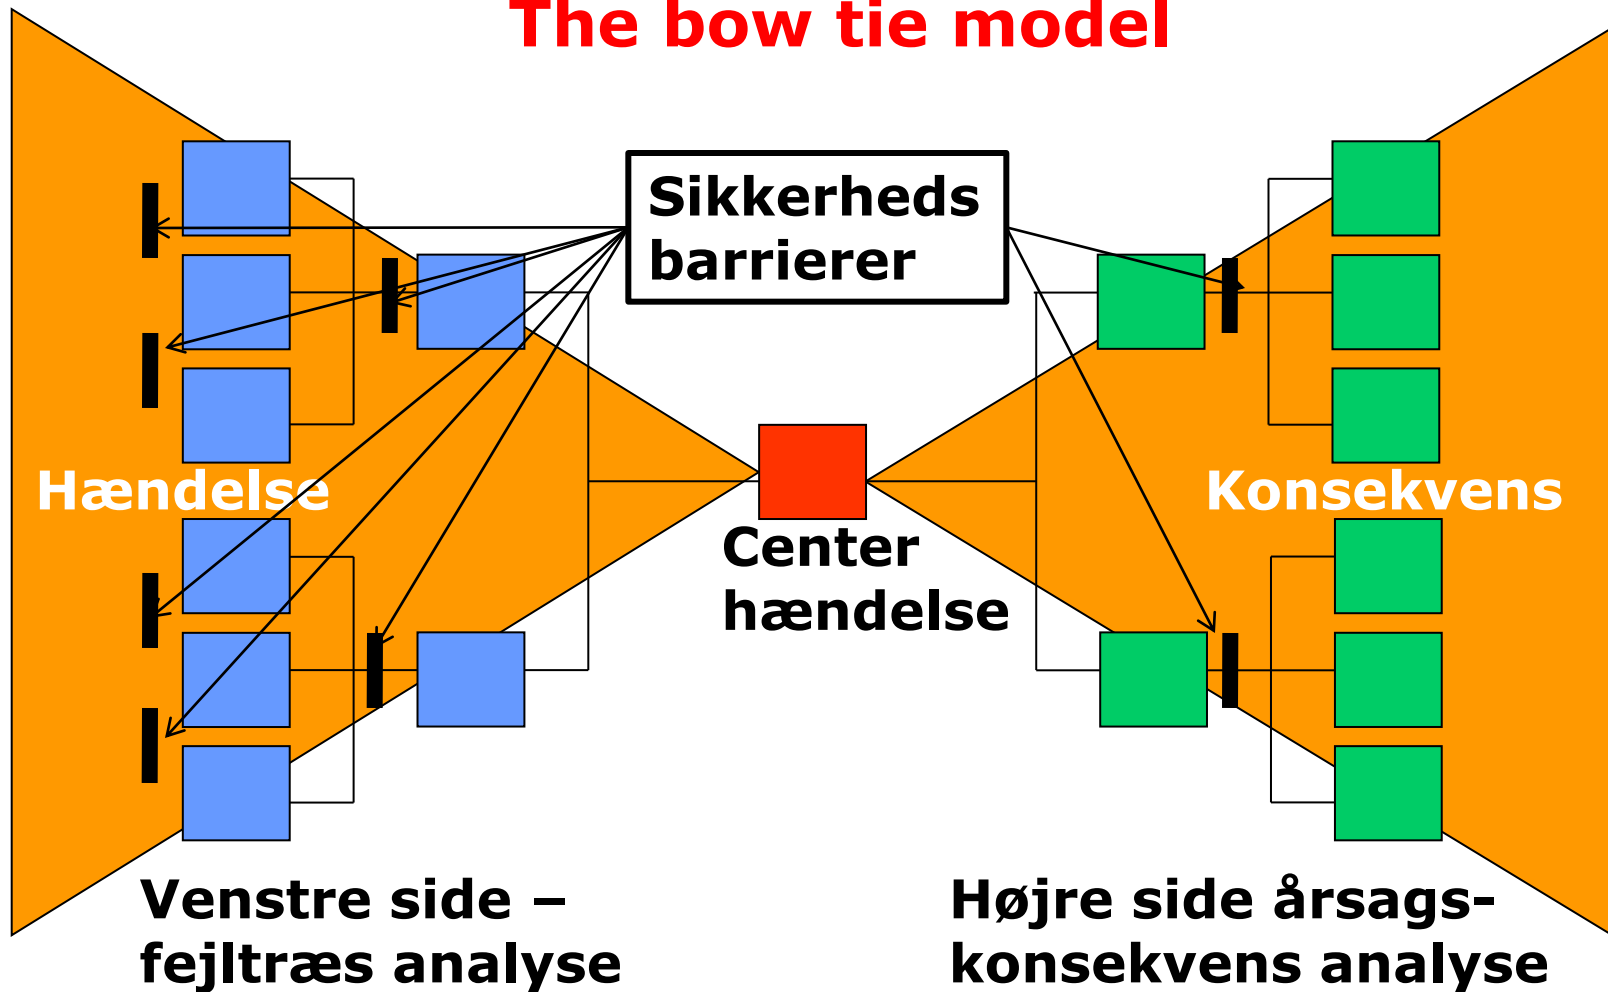 The bow tie model
Sikkerheds
barrierer
Hændelse
Konsekvens
Center
hændelse
Venstre side –
fejltræs analyse
Højre side årsags-
konsekvens analyse